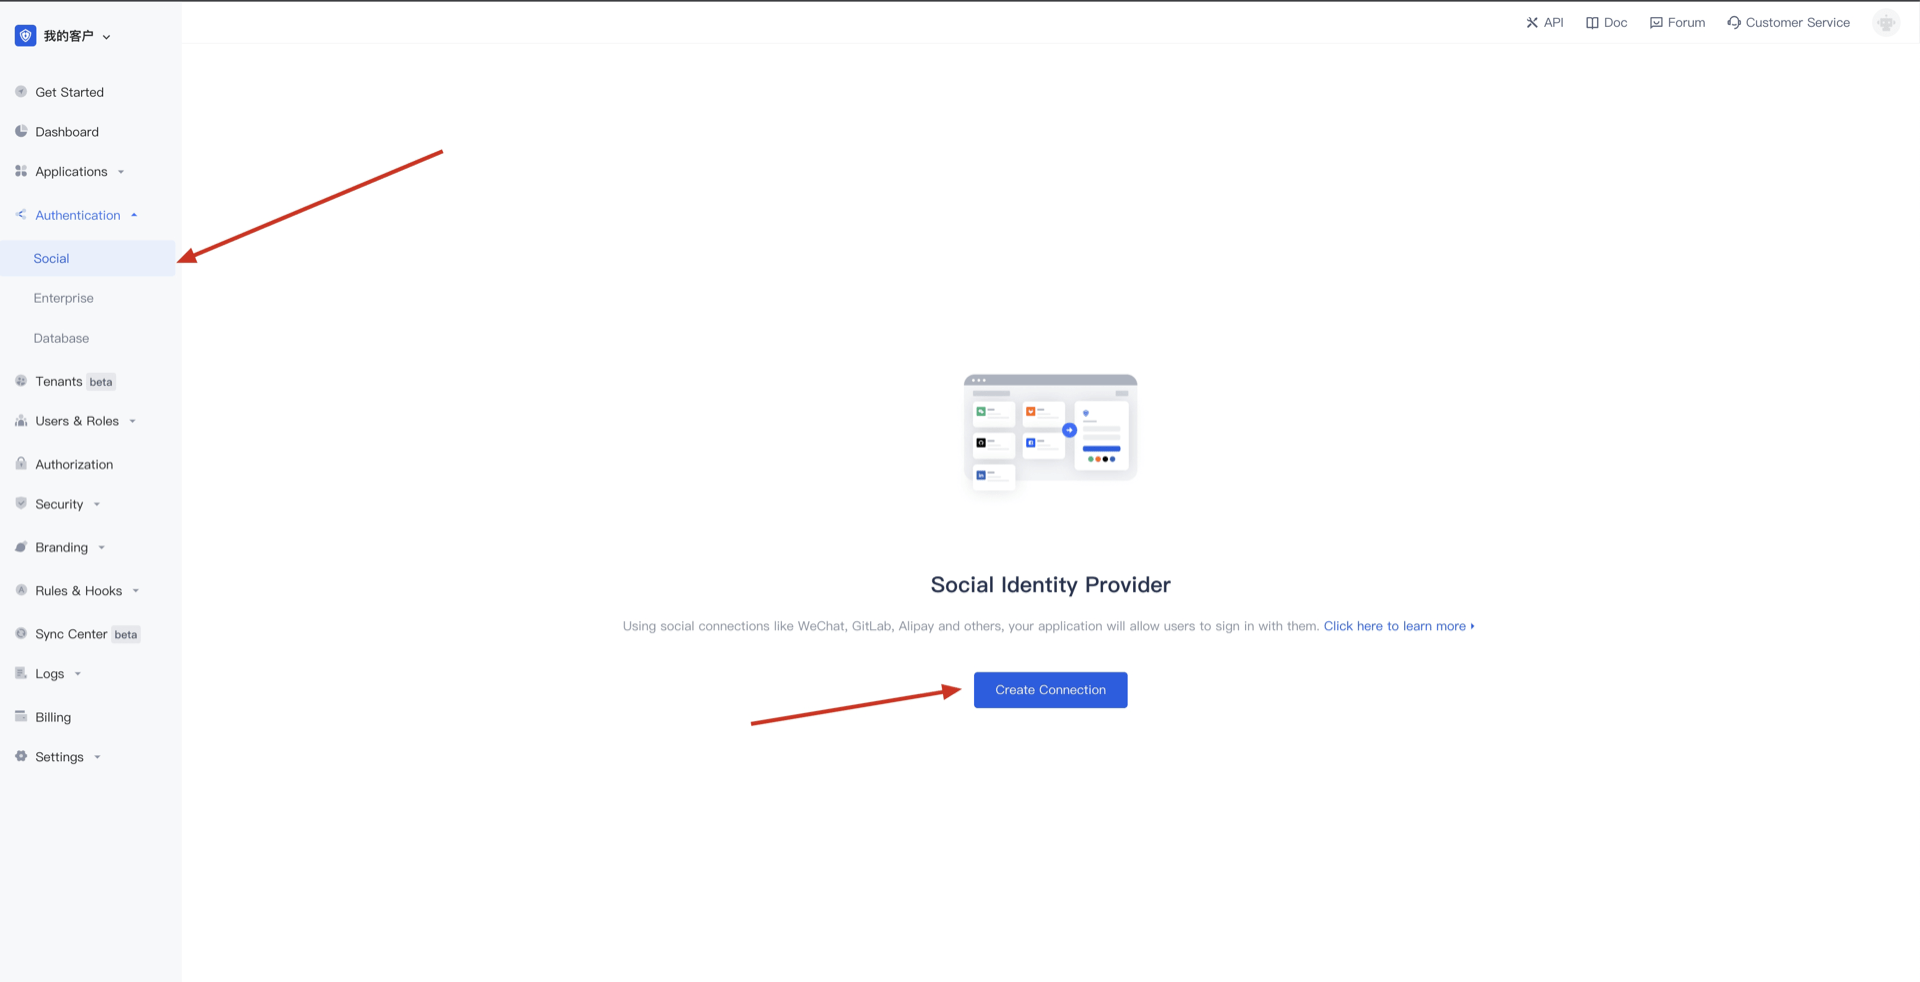 我的客户
API
Doc
Forum
Customer Service
Get Started
Dashboard
Applications
Authentication
Social
Enterprise
Database
Tenants beta
Users & Roles
Authorization
Security
Branding
Rules & Hooks
Sync Center beta
Logs
Billing
Settings
Social Identity Provider
Using social connections like WeChat, GitLab, Alipay and others, your application will allow users to sign in with them. Click here to learn more
Create Connection